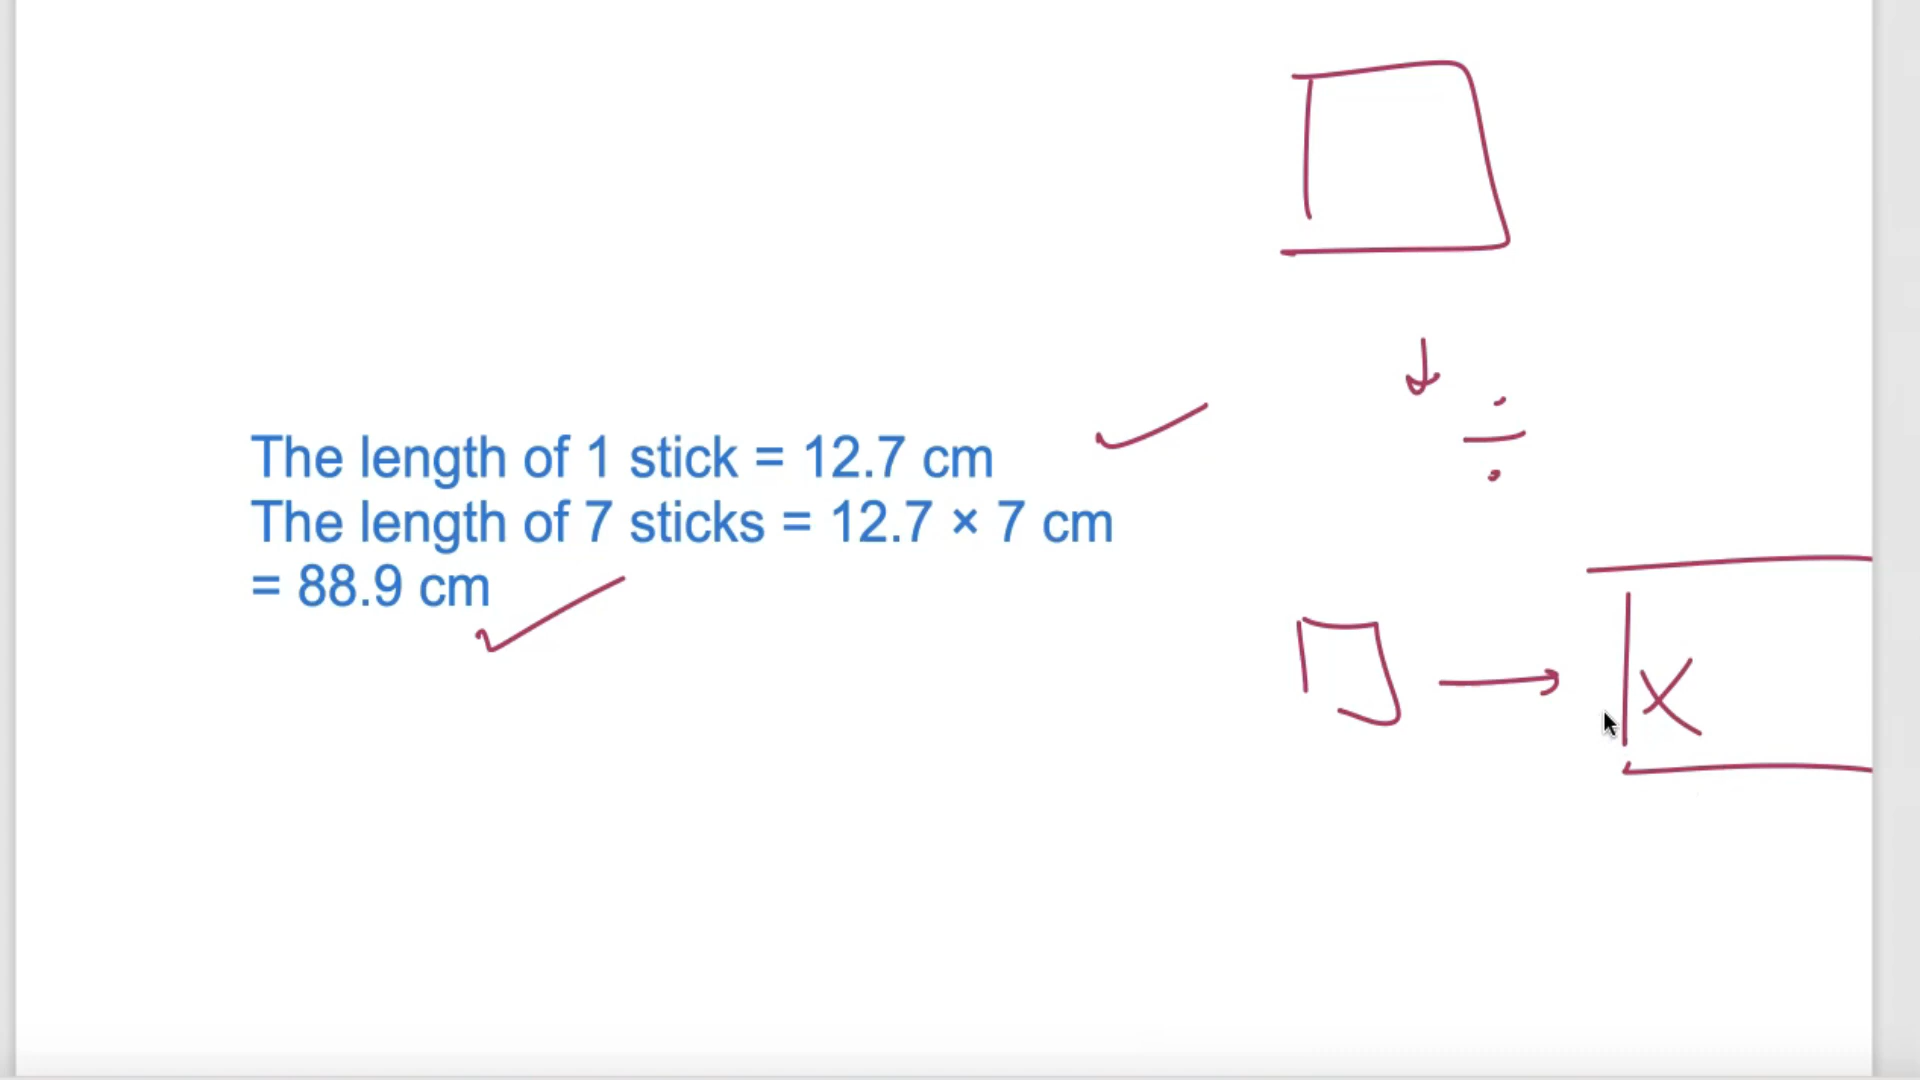 The length of 1 stick = 12.7 cm
The length of 7 sticks = 12.7 × 7 cm
= 88.9 cm
÷
×